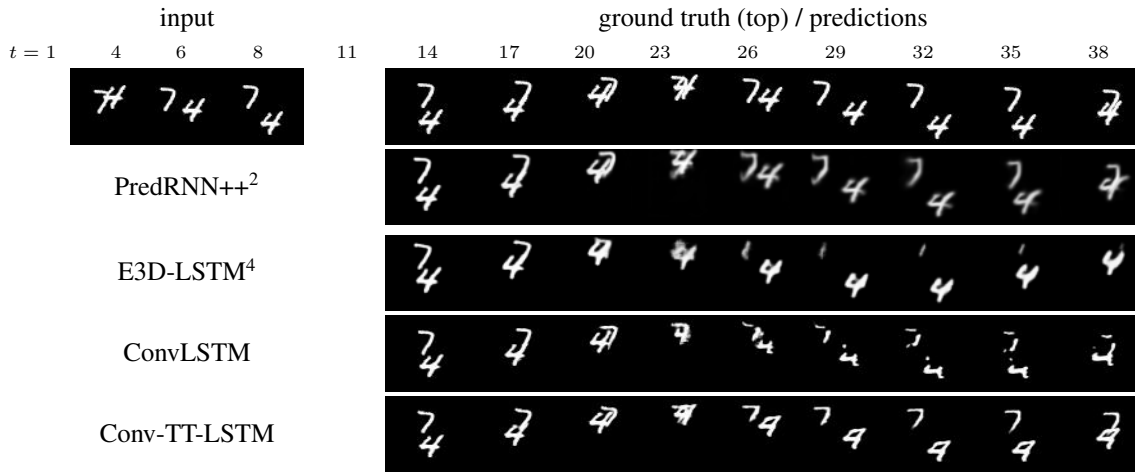 input ground truth (top) / predictions
t = 1 4 6 8 11 14 17 20 23 26 29 32 35 38
PredRNN++2
E3D-LSTM4
ConvLSTM
Conv-TT-LSTM